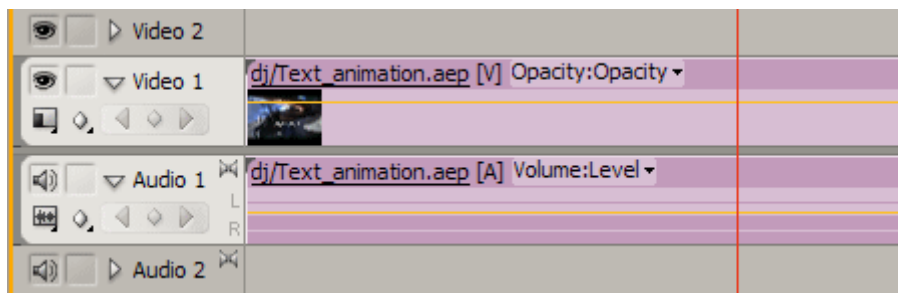 Video 2
Video 1
dj/Text_animation.aep [V] Opacity:Opacity
Audio 1
dj/Text_animation.aep [A] Volume:Level
L
R
Audio 2